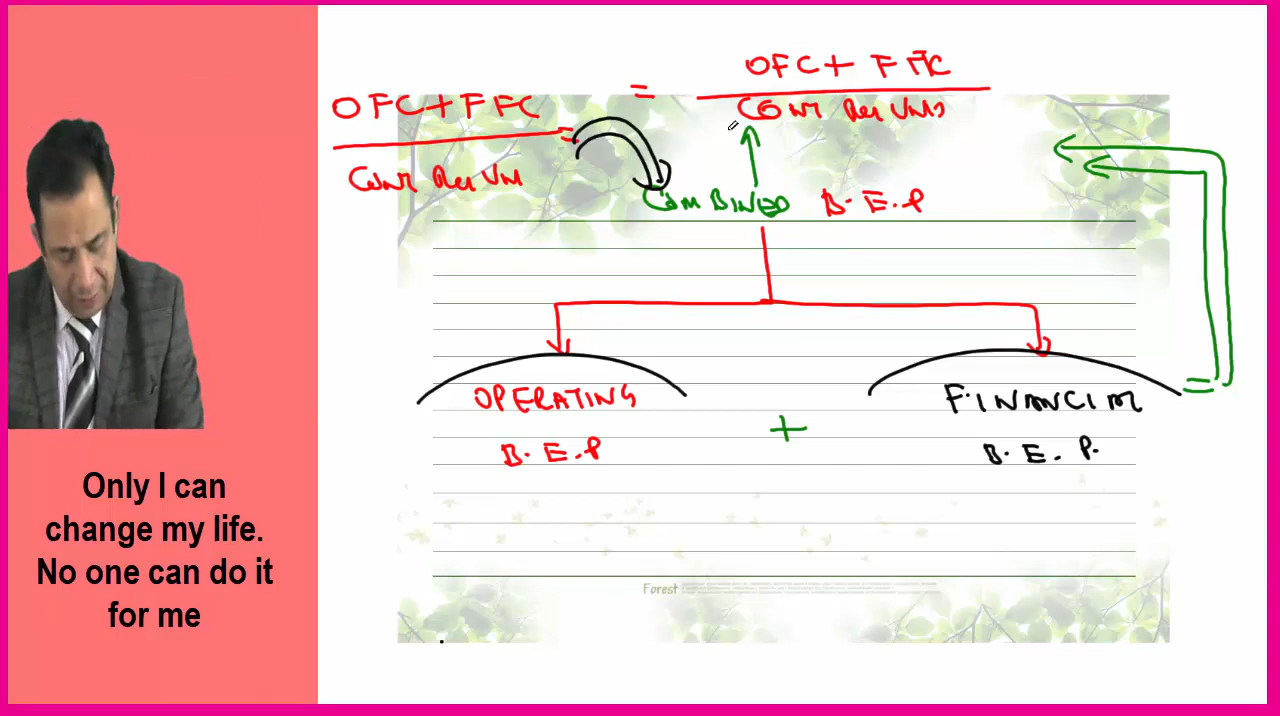 OFC + FFC
=
OFC + FFC
Cont Per Unit
=
Cont Per Unit
COMBINED B.E.P
OPERATING
+
FINANCIAL
B.E.P
B.E.P.
Only I can
change my life.
No one can do it
for me
Forest